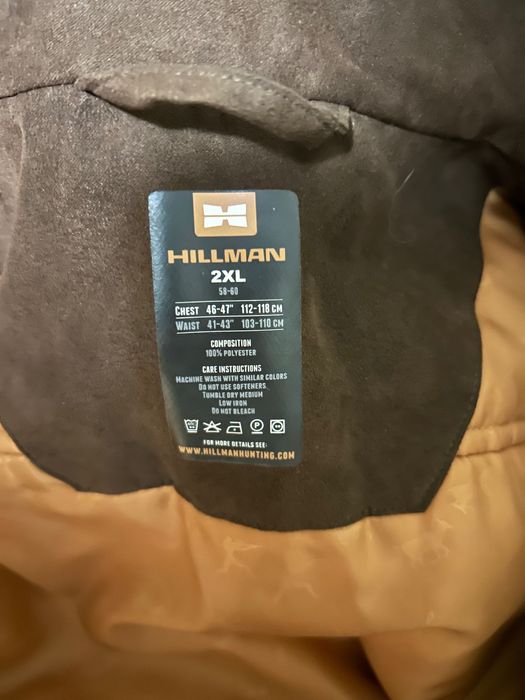 HILLMAN
2XL
58-60
CHEST 46-47" 112-118 CM
WAIST 41-43" 103-110 CM
COMPOSITION
100% POLYESTER
CARE INSTRUCTIONS
MACHINE WASH WITH SIMILAR COLORS
DO NOT USE SOFTENERS
TUMBLE DRY MEDIUM
LOW IRON
DO NOT BLEACH
FOR MORE DETAILS SEE:
WWW.HILLMANHUNTING.COM